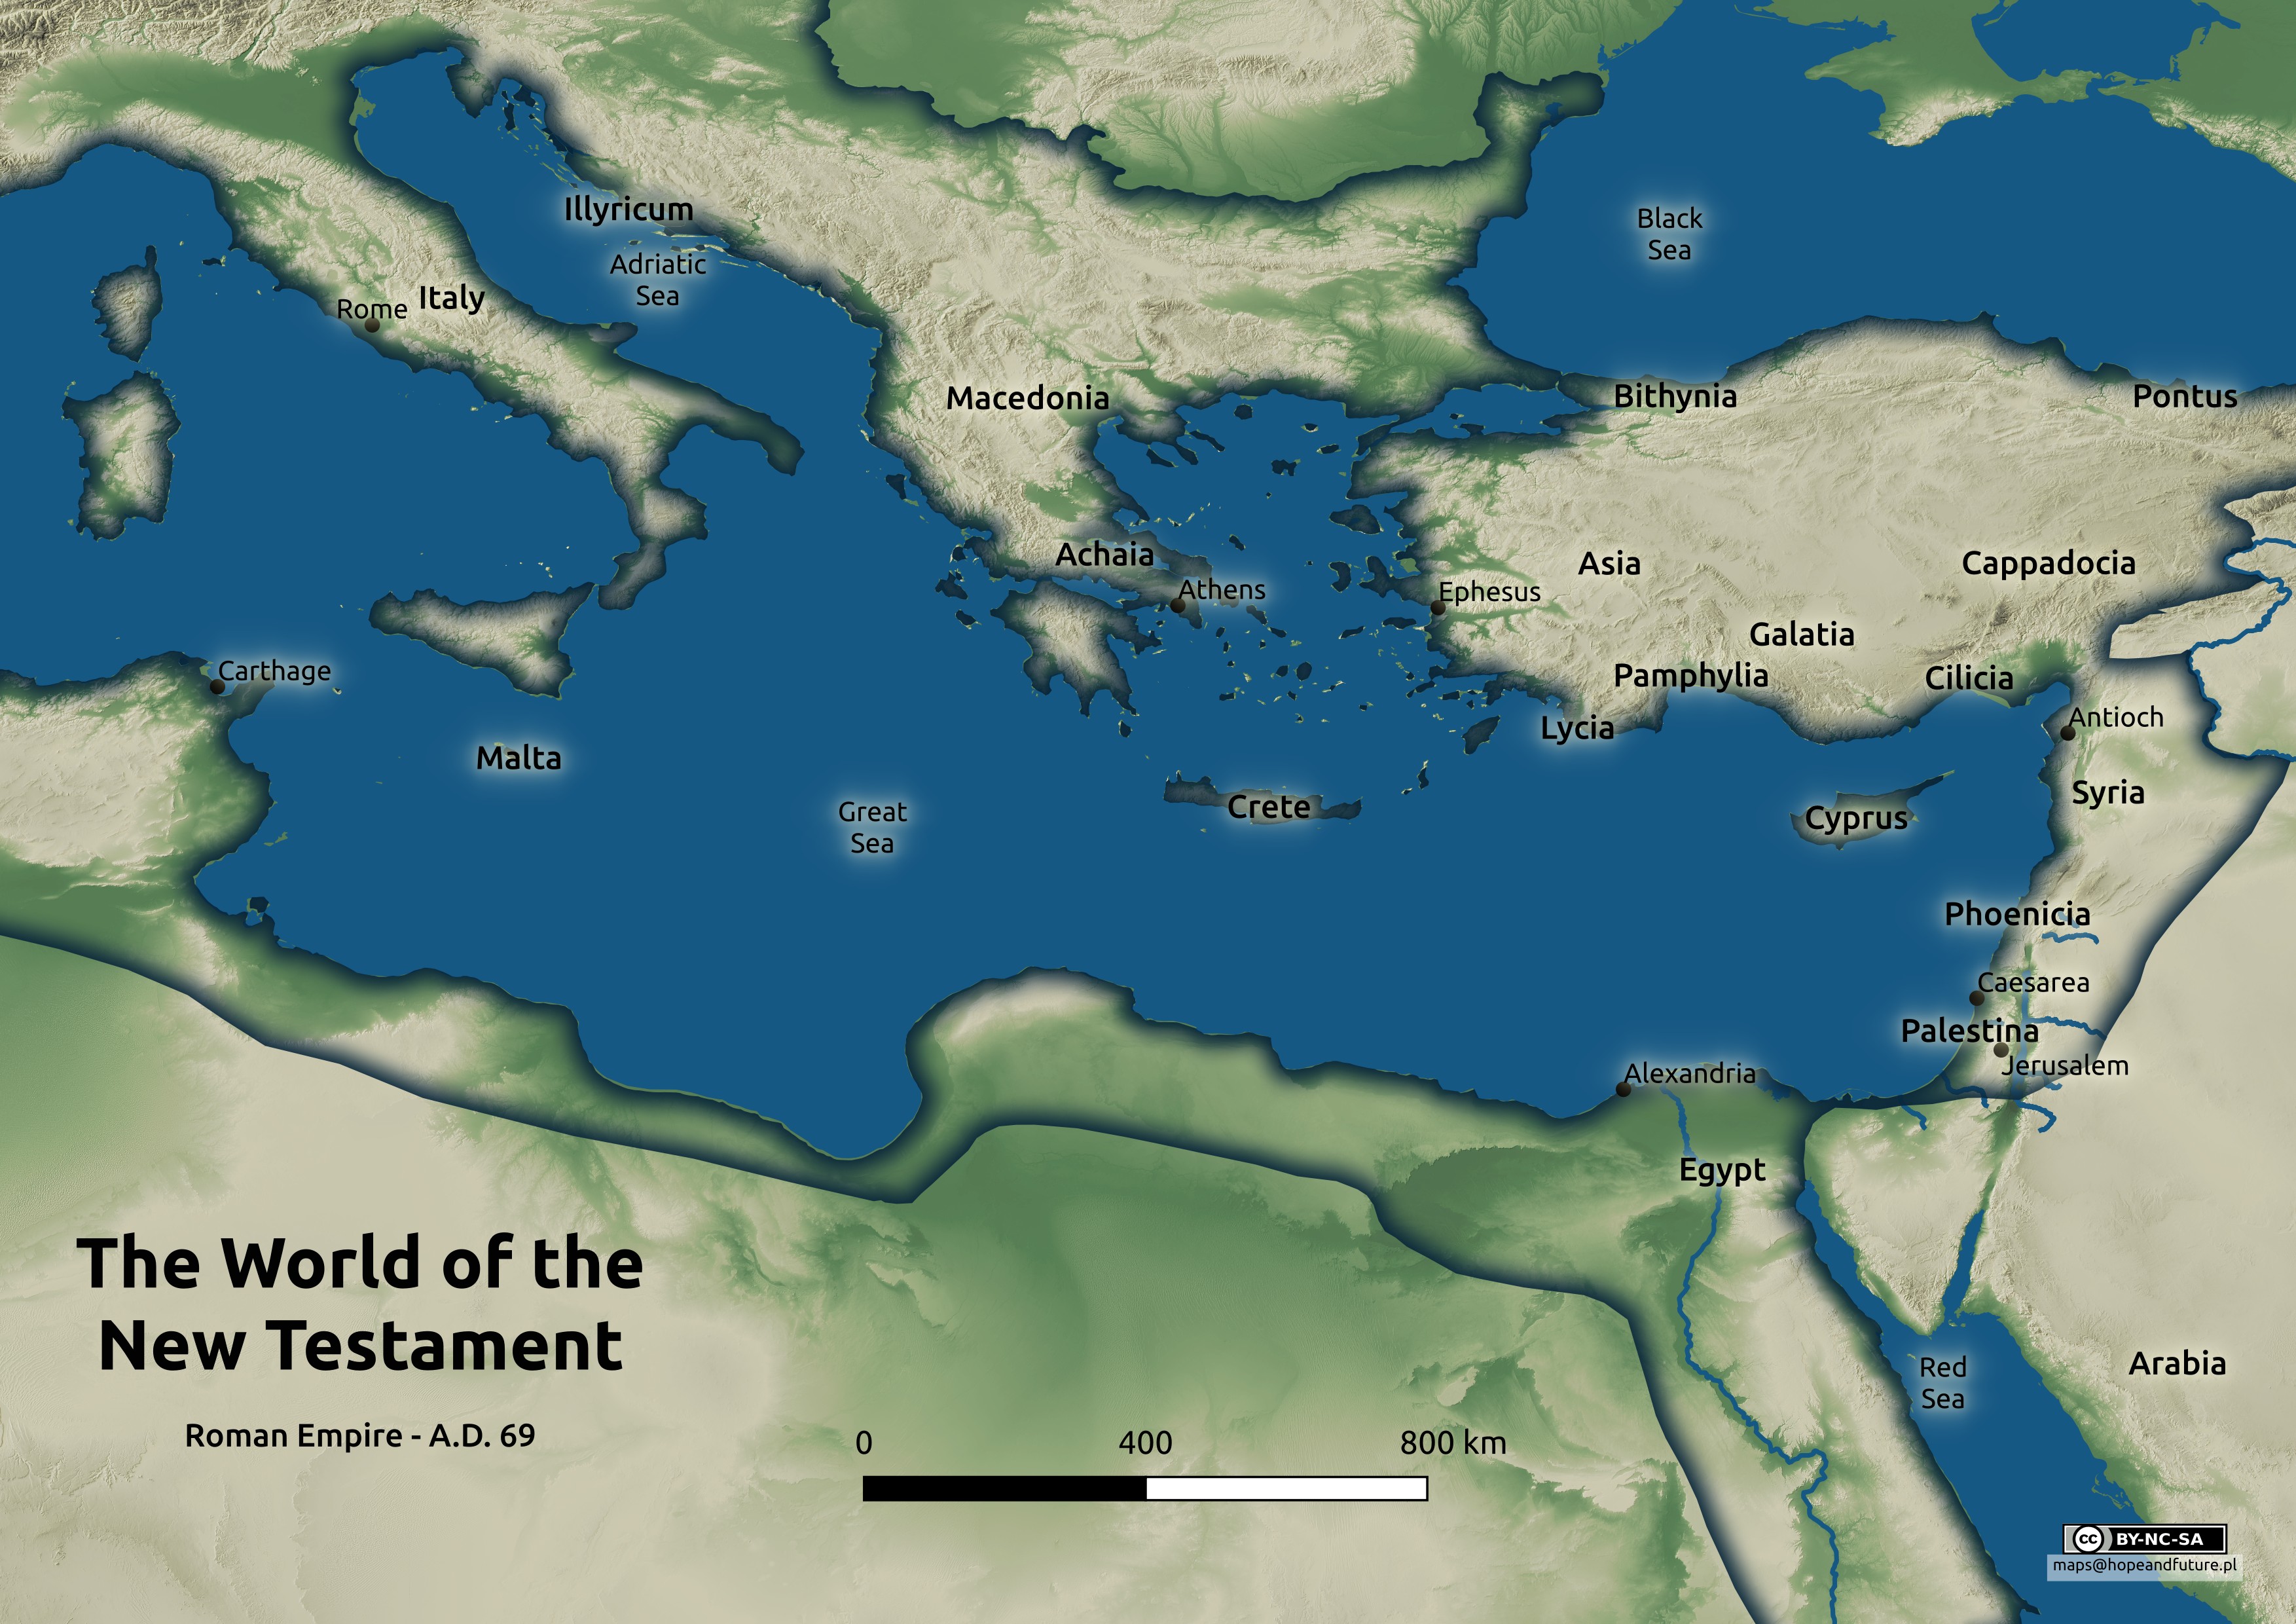 Illyricum
Adriatic
Sea
Black
Sea
Rome
Italy
Macedonia
Bithynia
Pontus
Achaia
Athens
Ephesus
Asia
Cappadocia
Galatia
Carthage
Pamphylia
Cilicia
Lycia
Antioch
Malta
Great
Sea
Crete
Cyprus
Syria
Phoenicia
Caesarea
Palestina
Jerusalem
Alexandria
Egypt
The World of the
New Testament
Roman Empire - A.D. 69
Red
Sea
Arabia
0 400 800 km
cc BY-NC-SA
maps@hopeandfuture.pl